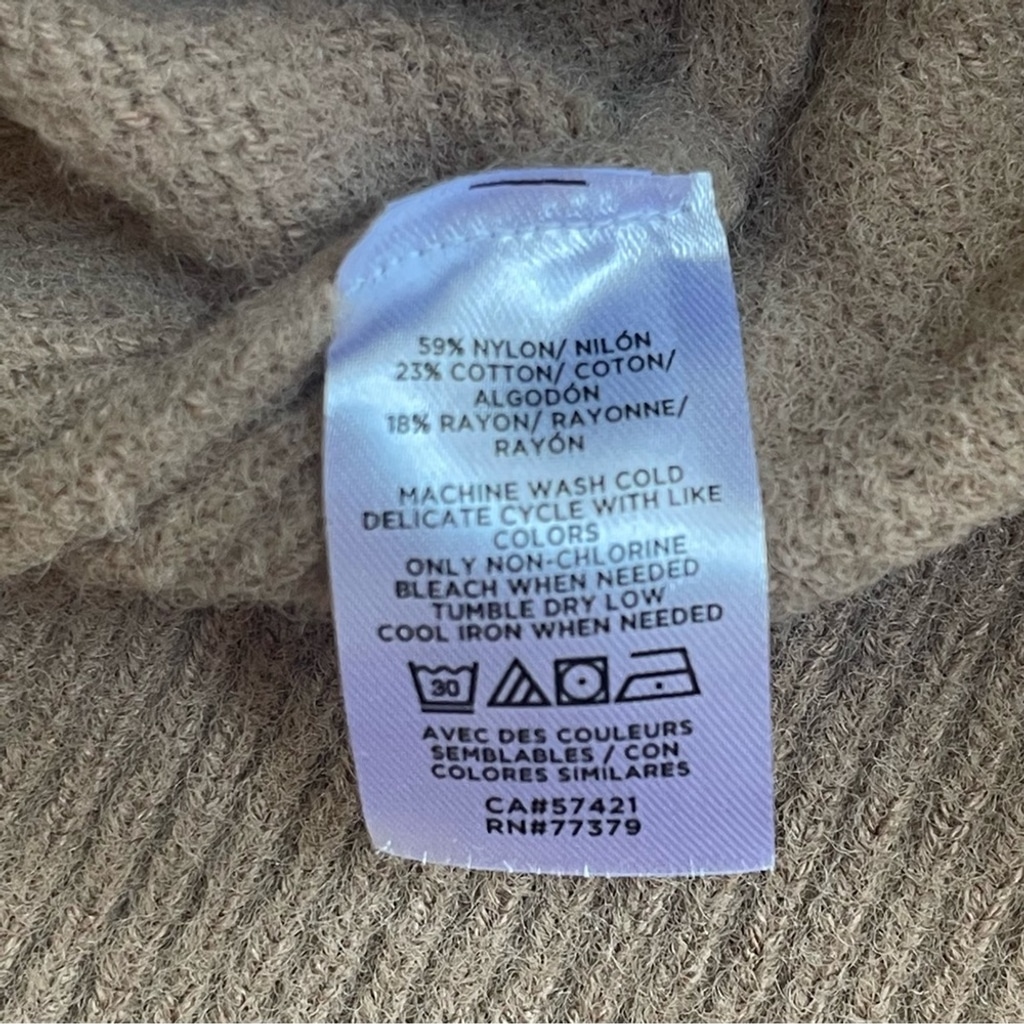 59% NYLON/ NILÓN
23% COTTON/ COTON/
ALGODÓN
18% RAYON/ RAYONNE/
RAYÓN
MACHINE WASH COLD
DELICATE CYCLE WITH LIKE
COLORS
ONLY NON-CHLORINE
BLEACH WHEN NEEDED
TUMBLE DRY LOW
COOL IRON WHEN NEEDED
30
AVEC DES COULEURS
SEMBLABLES / CON
COLORES SIMILARES
CA#57421
RN#77379